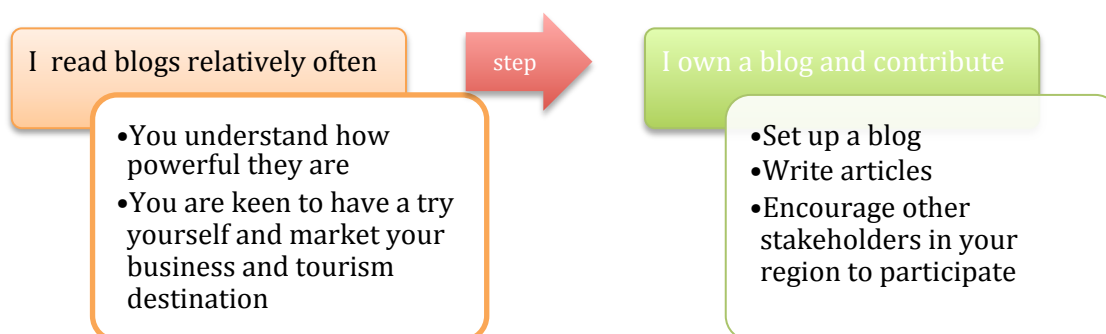 I read blogs relatively often
•You understand how
powerful they are
•You are keen to have a try
yourself and market your
business and tourism
destination
step
I own a blog and contribute
•Set up a blog
•Write articles
•Encourage other
stakeholders in your
region to participate